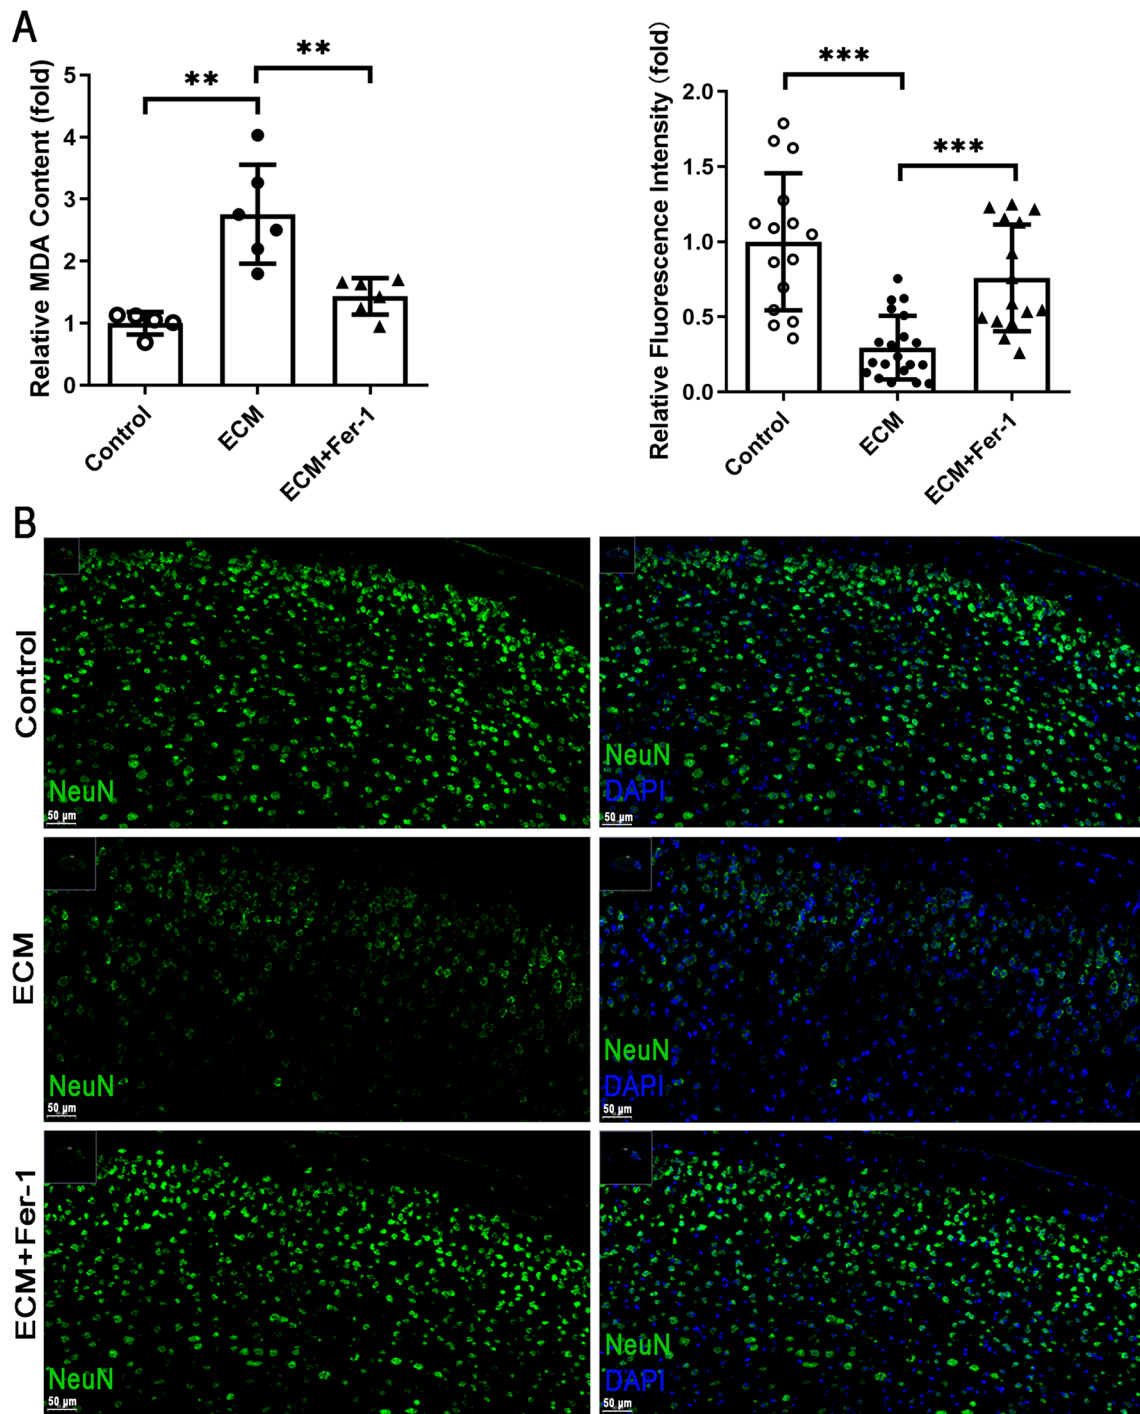 A
Relative MDA Content (fold)
5
4
3
2
1
0
**
**
Control
ECM
ECM+Fer-1
Relative Fluorescence Intensity (fold)
2.0
1.5
1.0
0.5
0.0
***
***
Control
ECM
ECM+Fer-1
B
Control
NeuN
50 μm
NeuN
DAPI
50 μm
ECM
NeuN
50 μm
NeuN
DAPI
50 μm
ECM+Fer-1
NeuN
50 μm
NeuN
DAPI
50 μm